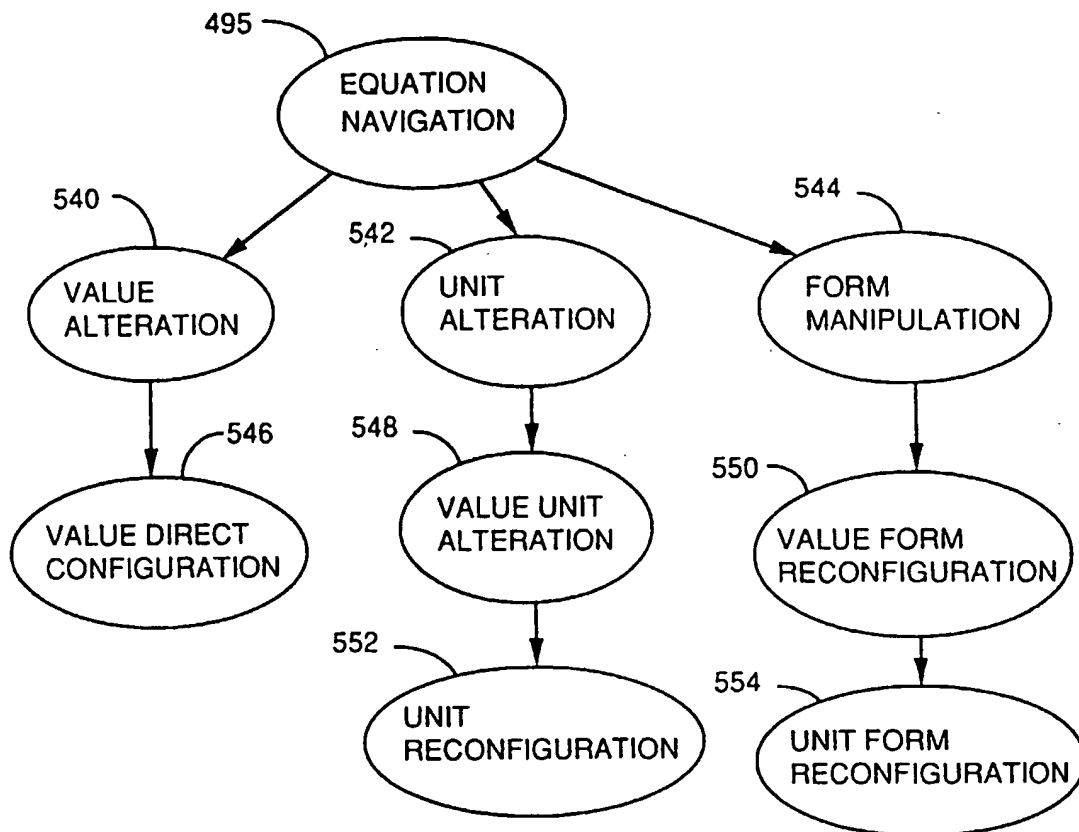 495
EQUATION
NAVIGATION
540
VALUE
ALTERATION
542
UNIT
ALTERATION
544
FORM
MANIPULATION
546
VALUE DIRECT
CONFIGURATION
548
VALUE UNIT
ALTERATION
550
VALUE FORM
RECONFIGURATION
552
UNIT
RECONFIGURATION
554
UNIT FORM
RECONFIGURATION